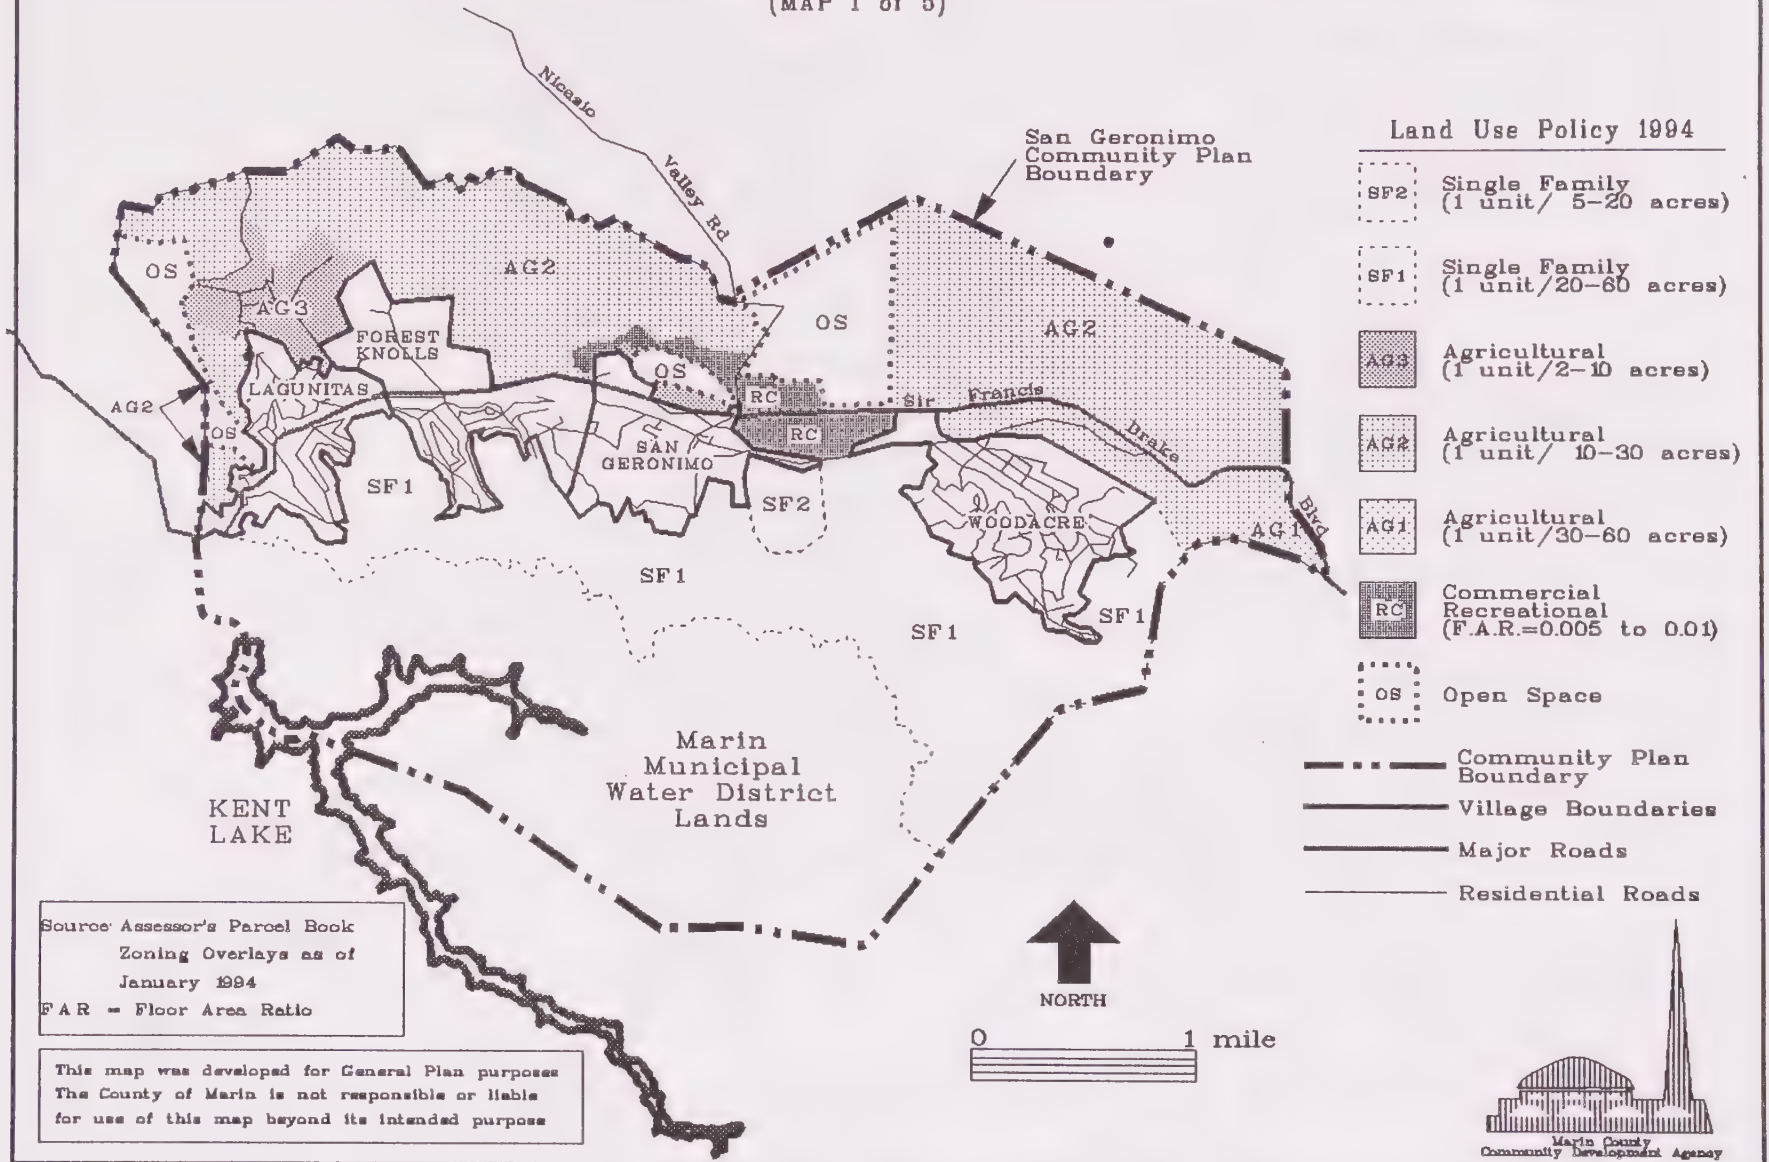 (MAP 1 of 5)
Nicasio
Valley Rd
San Geronimo
Community Plan
Boundary
OS
AG2
AG3
FOREST
KNOLLS
LAGUNITAS
AG2
OS
OS
OS
AG2
RC
RC
Sir Francis Drake Blvd
SAN
GERONIMO
SF1
SF2
WOODACRE
AG1
SF1
SF1
SF1
KENT
LAKE
Marin
Municipal
Water District
Lands
Land Use Policy 1994
SF2 Single Family
(1 unit/ 5-20 acres)
SF1 Single Family
(1 unit/20-60 acres)
AG3 Agricultural
(1 unit/2-10 acres)
AG2 Agricultural
(1 unit/ 10-30 acres)
AG1 Agricultural
(1 unit/30-60 acres)
RC Commercial
Recreational
(F.A.R.=0.005 to 0.01)
OS Open Space
Community Plan
Boundary
Village Boundaries
Major Roads
Residential Roads
Source: Assessor's Parcel Book
Zoning Overlays as of
January 1994
F A R = Floor Area Ratio
This map was developed for General Plan purposes
The County of Marin is not responsible or liable
for use of this map beyond its intended purpose
NORTH
0 1 mile
Marin County
Community Development Agency